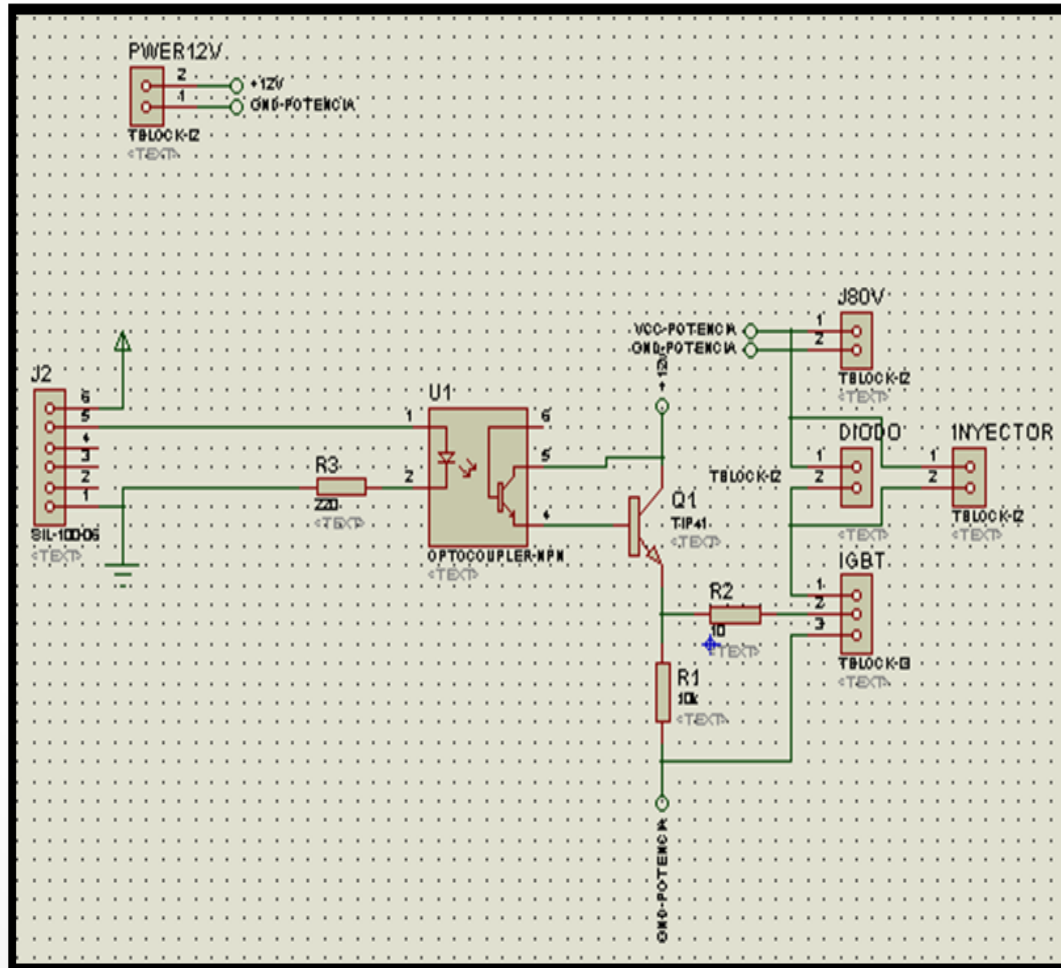 PWER12V
2
+12V
1
GND-POTENCIA
TBLOCK-I2
<TEXT>
J80V
VCC-POTENCIA
1
GND-POTENCIA
2
+12V
TBLOCK-I2
<TEXT>
J2
6
5
4
3
2
1
SIL-100-06
<TEXT>
U1
1
6
5
2
4
OPTOCOUPLER-NPN
<TEXT>
R3
220
<TEXT>
DIODO
1
2
TBLOCK-I2
<TEXT>
INYECTOR
1
2
TBLOCK-I2
<TEXT>
Q1
TIP41
<TEXT>
IGBT
1
2
3
TBLOCK-I3
<TEXT>
R2
10
<TEXT>
R1
10k
<TEXT>
GND-POTENCIA